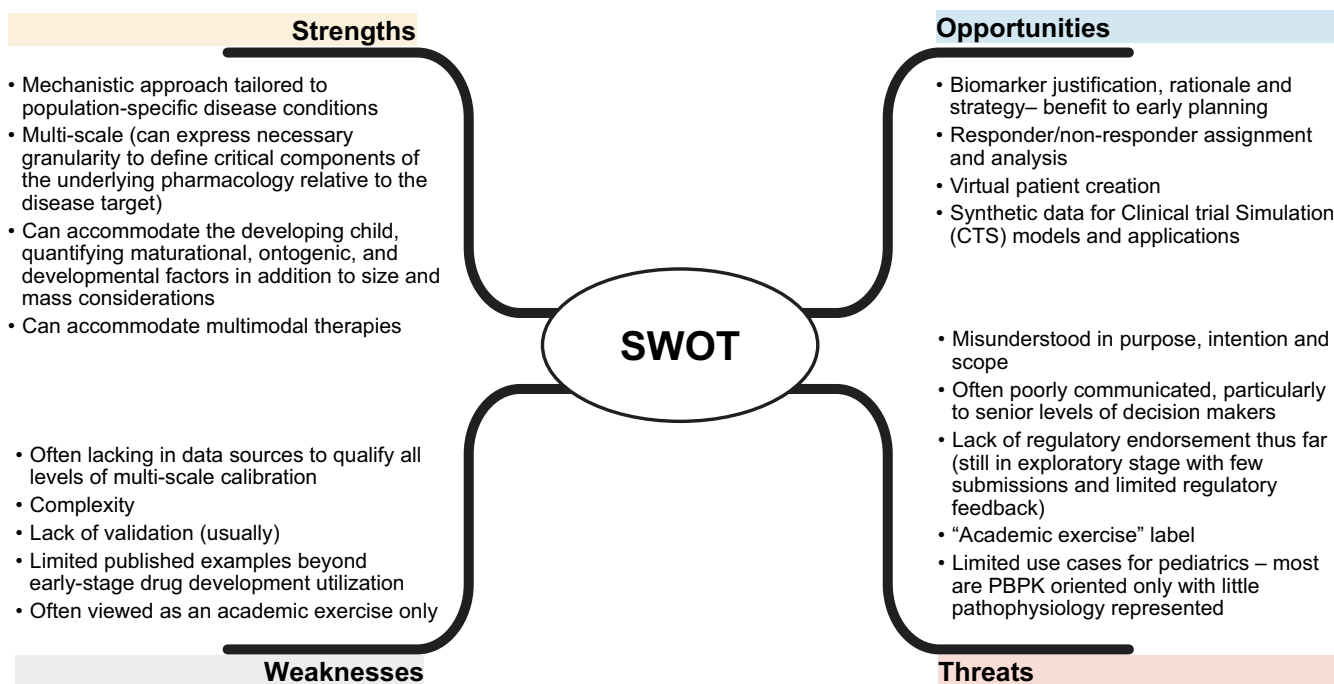 Strengths
• Mechanistic approach tailored to
population-specific disease conditions
• Multi-scale (can express necessary
granularity to define critical components of
the underlying pharmacology relative to the
disease target)
• Can accommodate the developing child,
quantifying maturational, ontogenic, and
developmental factors in addition to size and
mass considerations
• Can accommodate multimodal therapies
Opportunities
• Biomarker justification, rationale and
strategy– benefit to early planning
• Responder/non-responder assignment
and analysis
• Virtual patient creation
• Synthetic data for Clinical trial Simulation
(CTS) models and applications
SWOT
• Often lacking in data sources to qualify all
levels of multi-scale calibration
• Complexity
• Lack of validation (usually)
• Limited published examples beyond
early-stage drug development utilization
• Often viewed as an academic exercise only
Weaknesses
• Misunderstood in purpose, intention and
scope
• Often poorly communicated, particularly
to senior levels of decision makers
• Lack of regulatory endorsement thus far
(still in exploratory stage with few
submissions and limited regulatory
feedback)
• “Academic exercise” label
• Limited use cases for pediatrics – most
are PBPK oriented only with little
pathophysiology represented
Threats